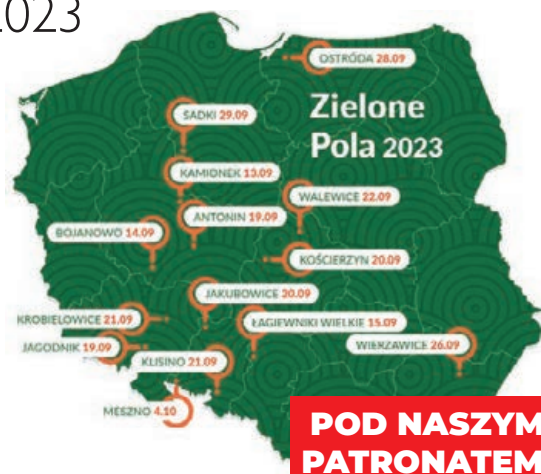 2023
OSTRÓDA 28.09
Zielone
Pola 2023
SADKI 29.09
KAMIONEK 13.09
WALEWICE 22.09
ANTONIN 19.09
BOJANOWO 14.09
KOŚCIERZYN 20.09
JAKUBOWICE 20.09
KROBIELOWICE 21.09
ŁAGIEWNIKI WIELKIE 15.09
JAGODNIK 19.09
WIERZAWICE 26.09
KLISINO 21.09
MESZNO 4.10
POD NASZYM
PATRONATEM